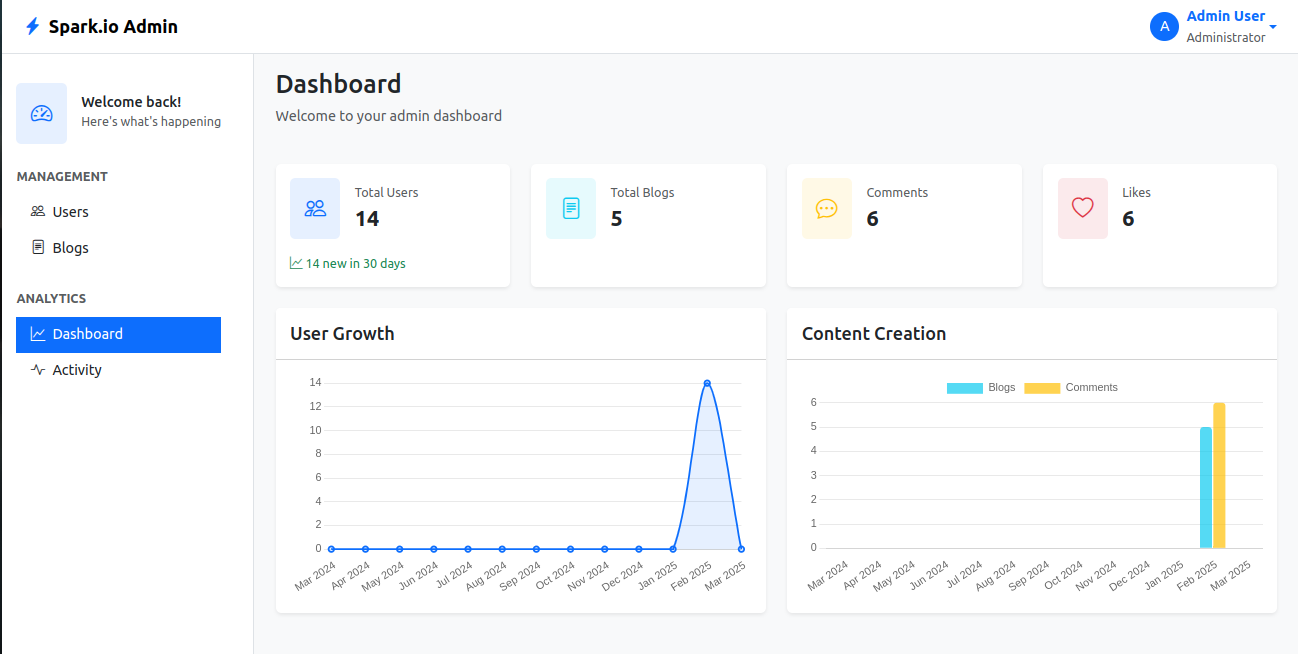 Spark.io Admin
A
Admin User
Administrator
Welcome back!
Here's what's happening
MANAGEMENT
Users
Blogs
ANALYTICS
Dashboard
Activity
Dashboard
Welcome to your admin dashboard
Total Users
14
14 new in 30 days
Total Blogs
5
Comments
6
Likes
6
User Growth
14
12
10
8
6
4
2
0
Mar 2024
Apr 2024
May 2024
Jun 2024
Jul 2024
Aug 2024
Sep 2024
Oct 2024
Nov 2024
Dec 2024
Jan 2025
Feb 2025
Mar 2025
Content Creation
Blogs
Comments
6
5
4
3
2
1
0
Mar 2024
Apr 2024
May 2024
Jun 2024
Jul 2024
Aug 2024
Sep 2024
Oct 2024
Nov 2024
Dec 2024
Jan 2025
Feb 2025
Mar 2025